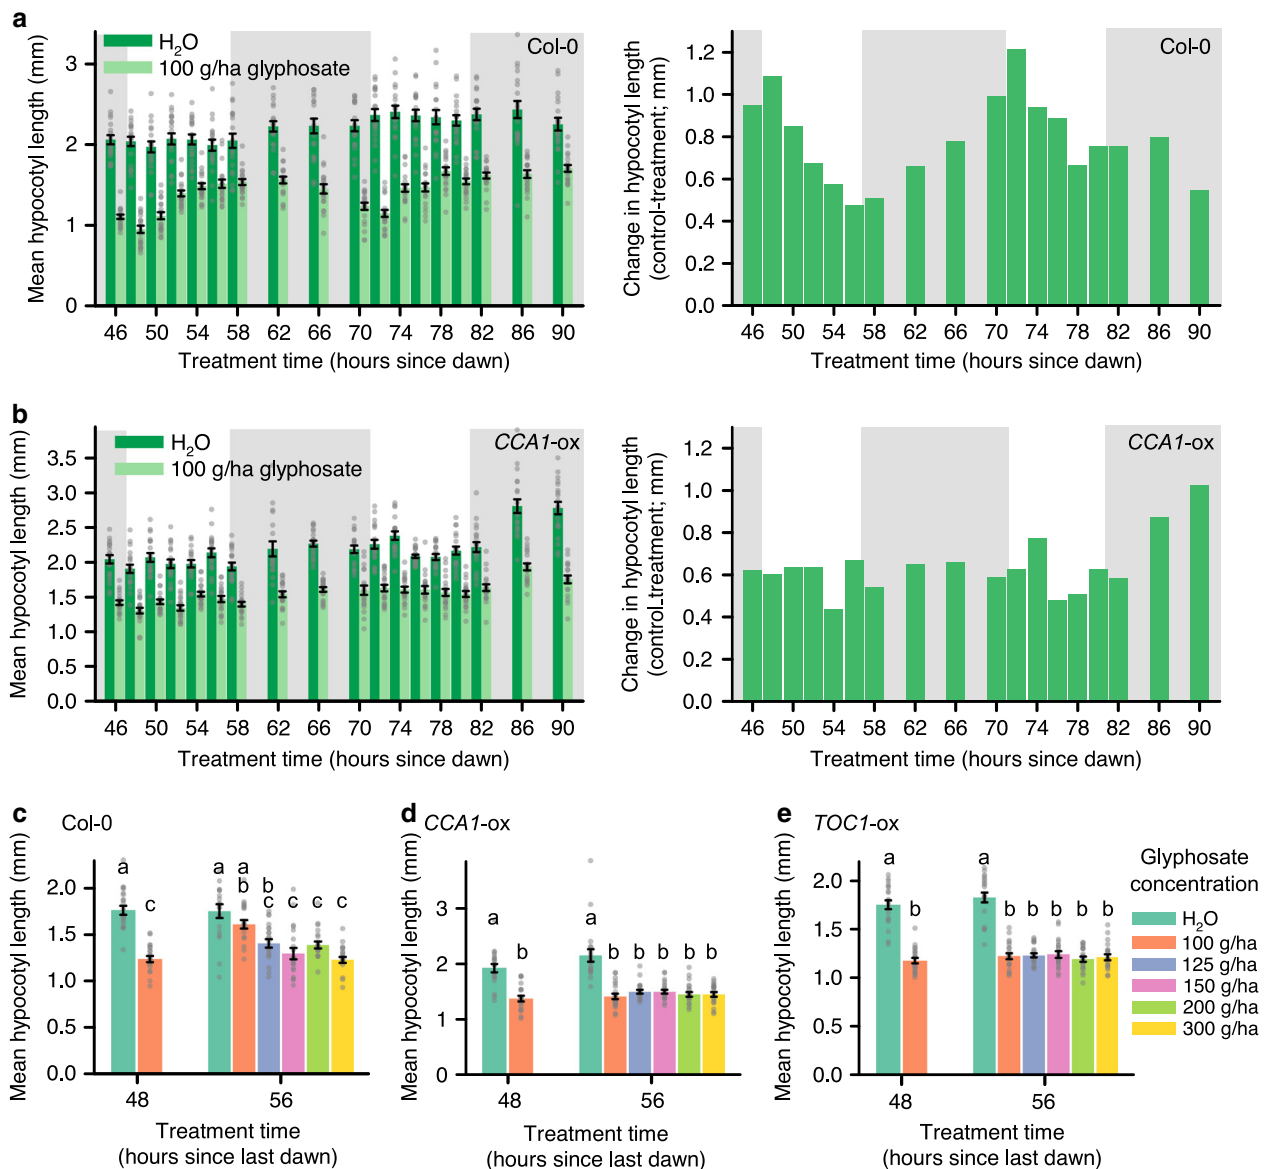 a
H₂O
100 g/ha glyphosate
Col-0
Mean hypocotyl length (mm)
3
2
1
0
46 50 54 58 62 66 70 74 78 82 86 90
Treatment time (hours since dawn)
Col-0
Change in hypocotyl length
(control-treatment; mm)
1.2
1.0
0.8
0.6
0.4
0.2
0.0
46 50 54 58 62 66 70 74 78 82 86 90
Treatment time (hours since dawn)
b
H₂O
100 g/ha glyphosate
CCA1-ox
Mean hypocotyl length (mm)
3.5
3.0
2.5
2.0
1.5
1.0
0.5
0.0
46 50 54 58 62 66 70 74 78 82 86 90
Treatment time (hours since dawn)
CCA1-ox
Change in hypocotyl length
(control-treatment; mm)
1.2
1.0
0.8
0.6
0.4
0.2
0.0
46 50 54 58 62 66 70 74 78 82 86 90
Treatment time (hours since dawn)
c
Col-0
Mean hypocotyl length (mm)
2.0
1.5
1.0
0.5
0.0
a a a
b b
c c c c c
48 56
Treatment time
(hours since last dawn)
d
CCA1-ox
Mean hypocotyl length (mm)
3
2
1
0
a a
b b b b b b
48 56
Treatment time
(hours since last dawn)
e
TOC1-ox
Mean hypocotyl length (mm)
2.0
1.5
1.0
0.5
0.0
a a
b b b b b b
48 56
Treatment time
(hours since last dawn)
Glyphosate
concentration
H₂O
100 g/ha
125 g/ha
150 g/ha
200 g/ha
300 g/ha